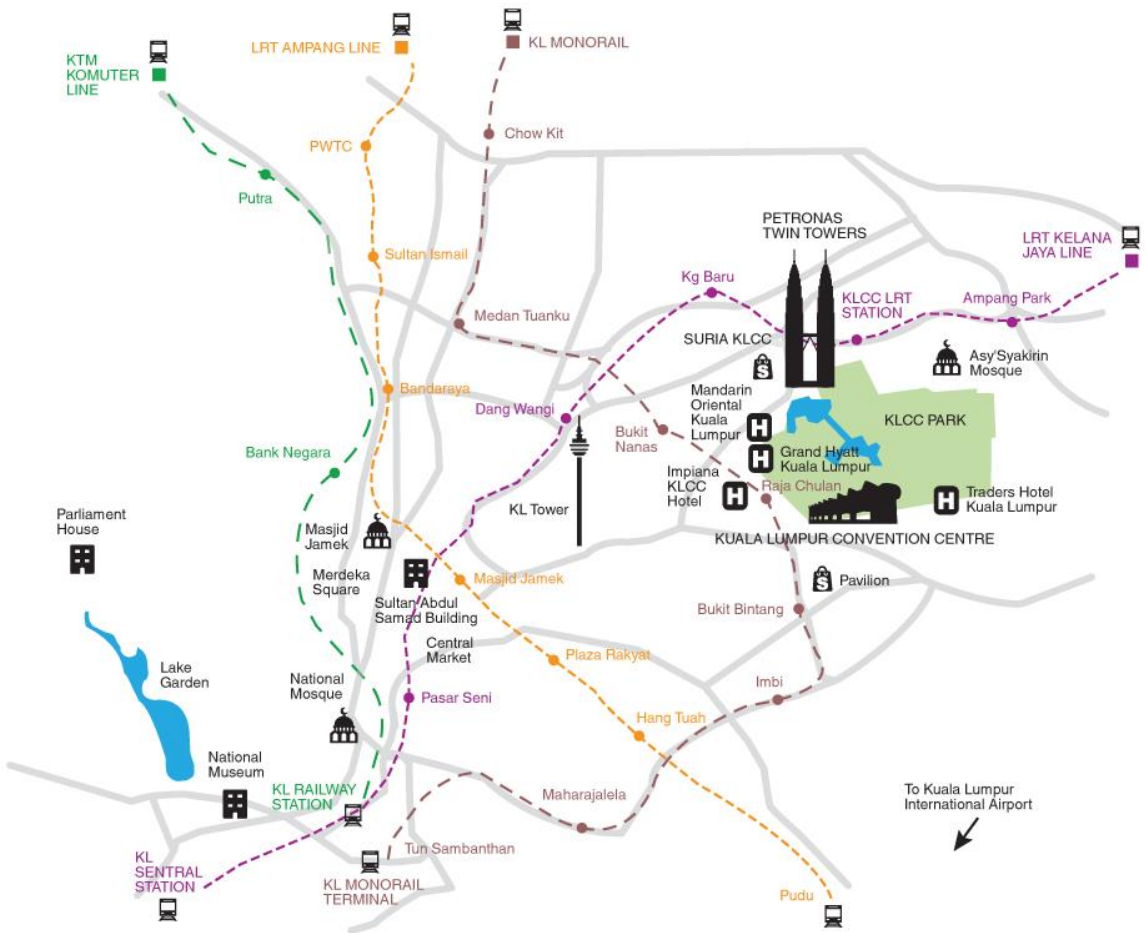 KTM
KOMUTER
LINE
LRT AMPANG LINE
KL MONORAIL
Chow Kit
PWTC
Putra
PETRONAS
TWIN TOWERS
LRT KELANA
JAYA LINE
Sultan Ismail
Kg Baru
KLCC LRT
STATION
Ampang Park
Medan Tuanku
SURIA KLCC
S
Asy'Syakirin
Mosque
Bandaraya
Dang Wangi
Mandarin
Oriental
Kuala
Lumpur
H
KLCC PARK
Bukit
Nanas
Bank Negara
H
Grand Hyatt
Kuala Lumpur
Impiana
KLCC
Hotel
H
Raja Chulan
H
Traders Hotel
Kuala Lumpur
KL Tower
Parliament
House
Masjid
Jamek
KUALA LUMPUR CONVENTION CENTRE
Merdeka
Square
Masjid Jamek
S
Pavilion
Sultan Abdul
Samad Building
Bukit Bintang
Central
Market
Plaza Rakyat
Lake
Garden
National
Mosque
Pasar Seni
Imbi
Hang Tuah
National
Museum
KL RAILWAY
STATION
Maharajalela
To Kuala Lumpur
International Airport
KL
SENTRAL
STATION
Tun Sambanthan
KL MONORAIL
TERMINAL
Pudu